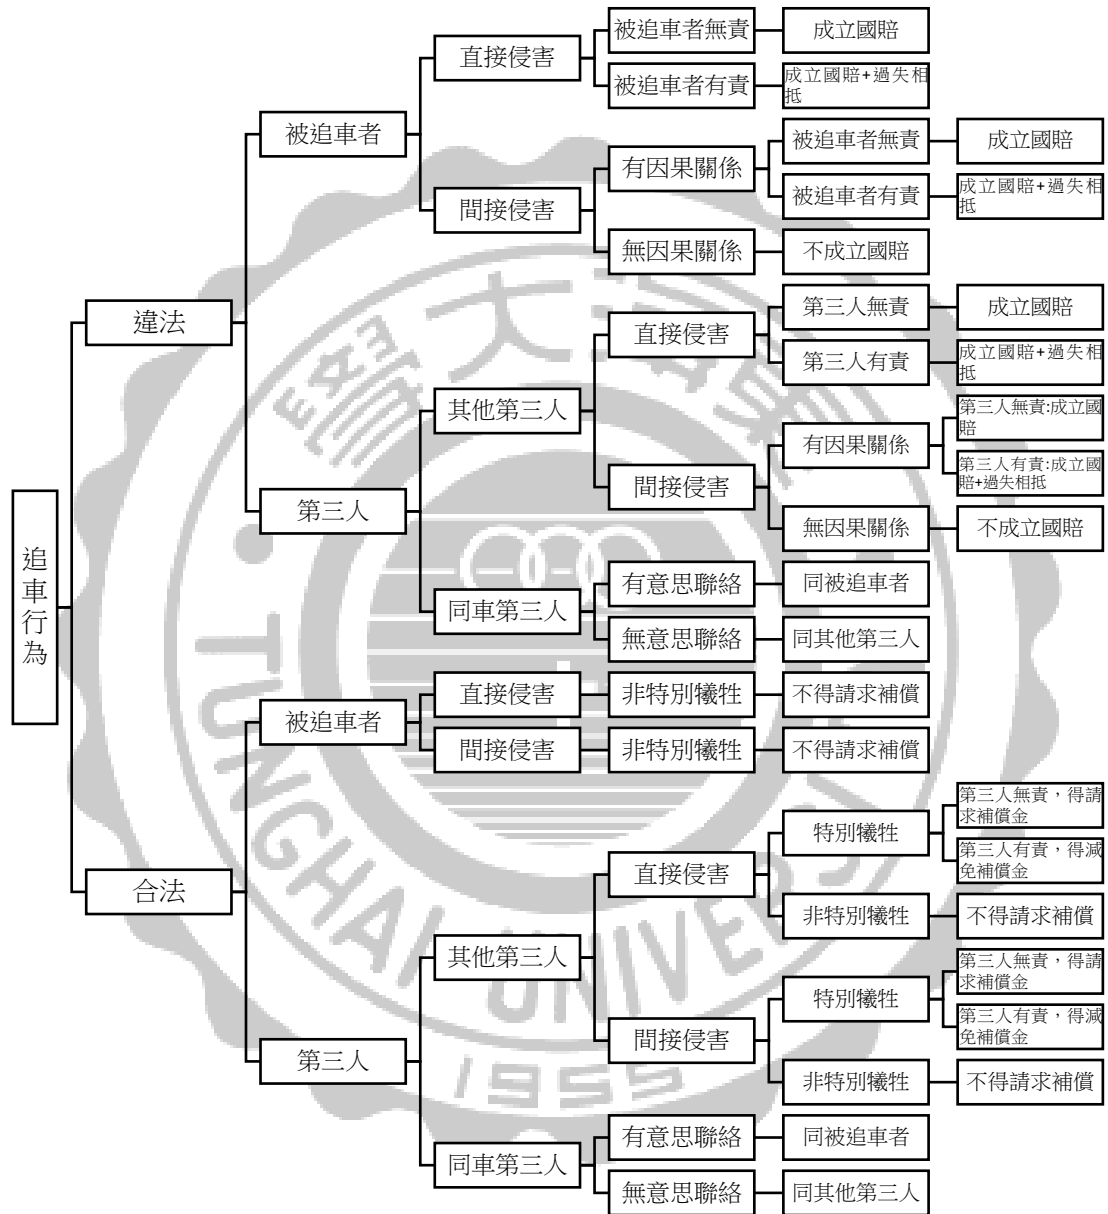 追車行為
違法
被追車者
直接侵害
被追車者無責
成立國賠
被追車者有責
成立國賠+過失相
抵
間接侵害
有因果關係
被追車者無責
成立國賠
被追車者有責
成立國賠+過失相
抵
無因果關係
不成立國賠
第三人
其他第三人
直接侵害
第三人無責
成立國賠
第三人有責
成立國賠+過失相
抵
間接侵害
有因果關係
第三人無責:成立國
賠
第三人有責:成立國
賠+過失相抵
無因果關係
不成立國賠
同車第三人
有意思聯絡
同被追車者
無意思聯絡
同其他第三人
合法
被追車者
直接侵害
非特別犧牲
不得請求補償
間接侵害
非特別犧牲
不得請求補償
第三人
其他第三人
直接侵害
特別犧牲
第三人無責，得請
求補償金
第三人有責，得減
免補償金
非特別犧牲
不得請求補償
間接侵害
特別犧牲
第三人無責，得請
求補償金
第三人有責，得減
免補償金
非特別犧牲
不得請求補償
同車第三人
有意思聯絡
同被追車者
無意思聯絡
同其他第三人
TUNGHAI UNIVERSITY
1955